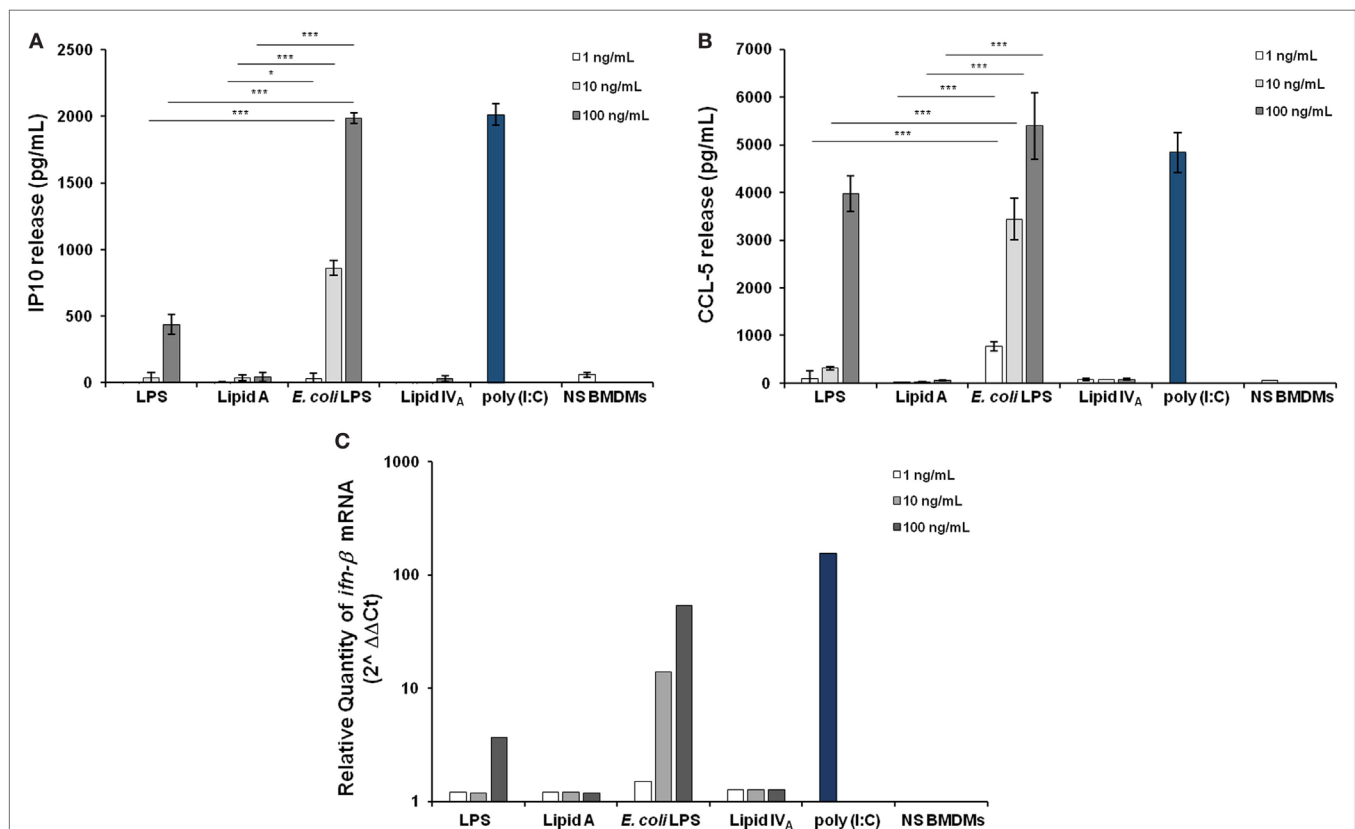 A
2500
2000
1500
1000
500
0
IP10 release (pg/mL)
***
***
*
***
***
1 ng/mL
10 ng/mL
100 ng/mL
LPS Lipid A E. coli LPS Lipid IVA poly (I:C) NS BMDMs
B
7000
6000
5000
4000
3000
2000
1000
0
CCL-5 release (pg/mL)
***
***
***
***
***
1 ng/mL
10 ng/mL
100 ng/mL
LPS Lipid A E. coli LPS Lipid IVA poly (I:C) NS BMDMs
C
1000
100
10
1
Relative Quantity of ifn-β mRNA
(2^ ΔΔCt)
1 ng/mL
10 ng/mL
100 ng/mL
LPS Lipid A E. coli LPS Lipid IVA poly (I:C) NS BMDMs